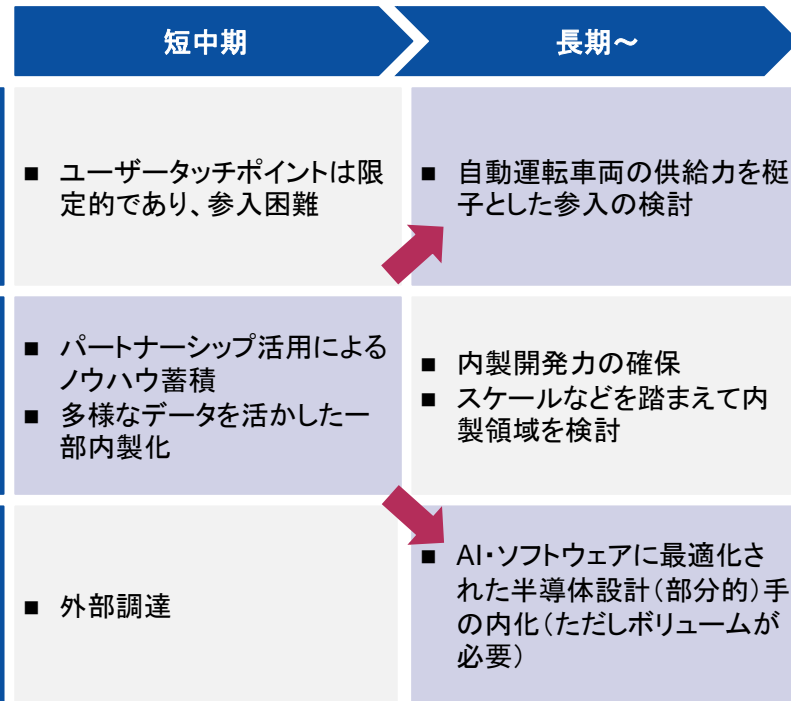 短中期
長期～
■ ユーザータッチポイントは限
定的であり、参入困難
■ 自動運転車両の供給力を梃
子とした参入の検討
■ パートナーシップ活用による
ノウハウ蓄積
■ 多様なデータを活かした一
部内製化
■ 内製開発力の確保
■ スケールなどを踏まえて内
製領域を検討
■ 外部調達
■ AI・ソフトウェアに最適化さ
れた半導体設計（部分的）手
の内化（ただしボリュームが
必要）